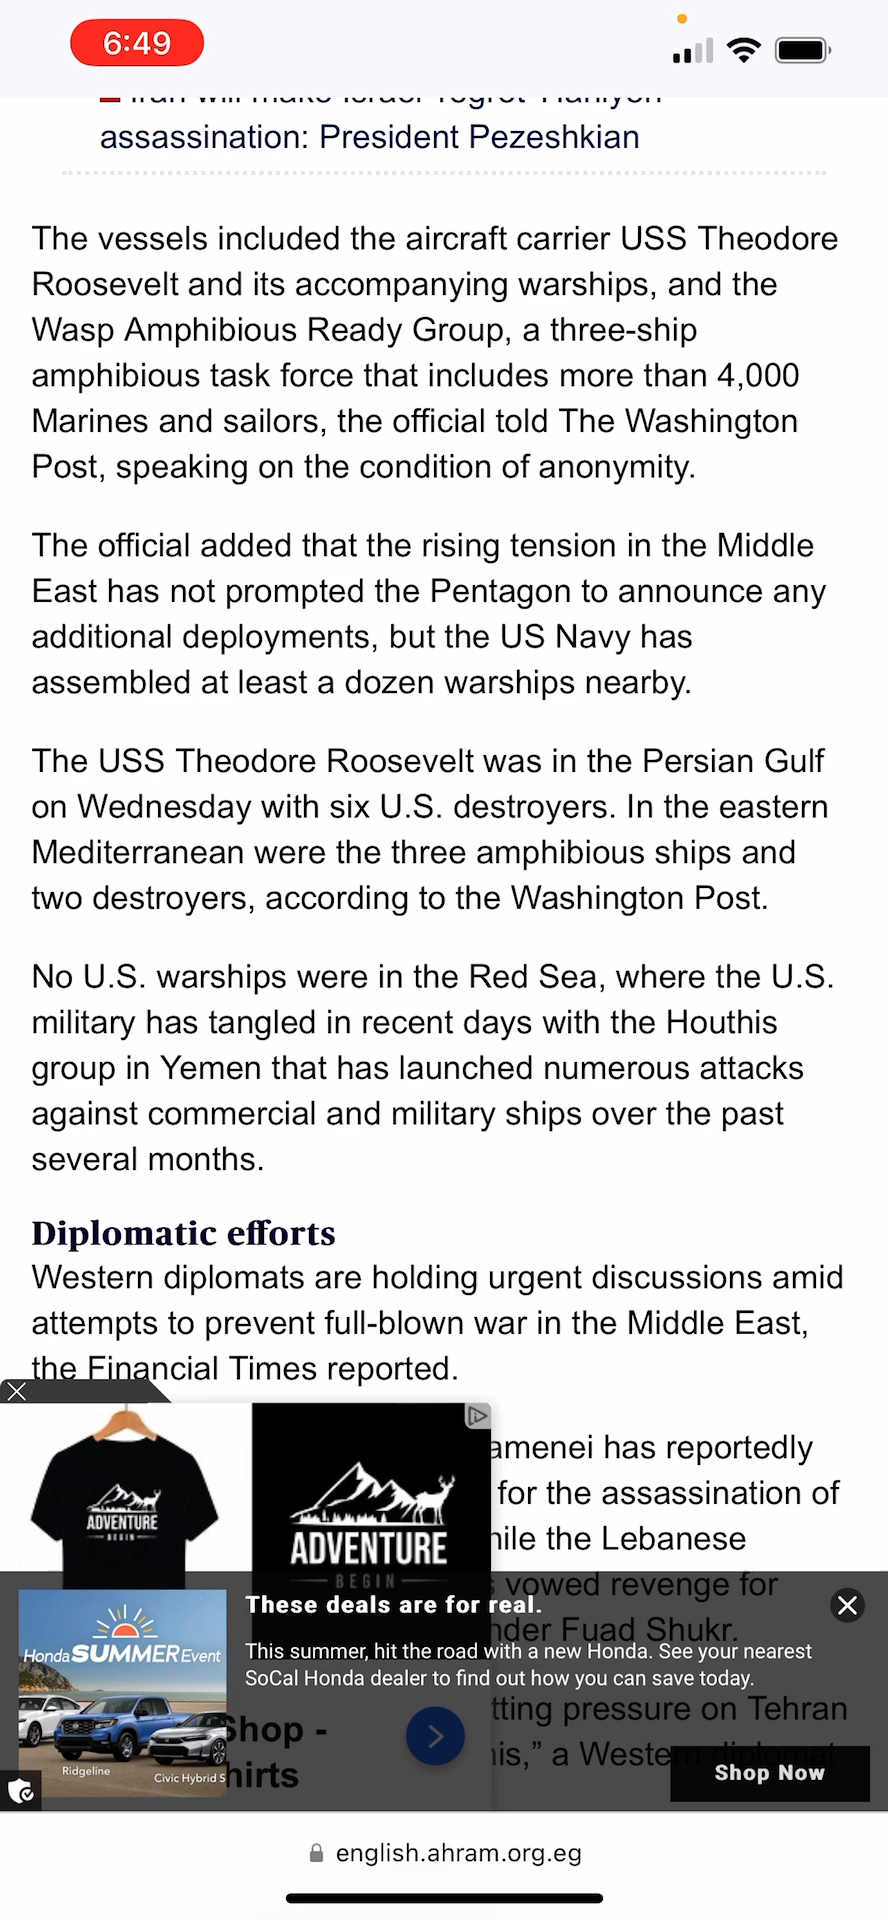 6:49
assassination: President Pezeshkian
The vessels included the aircraft carrier USS Theodore
Roosevelt and its accompanying warships, and the
Wasp Amphibious Ready Group, a three-ship
amphibious task force that includes more than 4,000
Marines and sailors, the official told The Washington
Post, speaking on the condition of anonymity.
The official added that the rising tension in the Middle
East has not prompted the Pentagon to announce any
additional deployments, but the US Navy has
assembled at least a dozen warships nearby.
The USS Theodore Roosevelt was in the Persian Gulf
on Wednesday with six U.S. destroyers. In the eastern
Mediterranean were the three amphibious ships and
two destroyers, according to the Washington Post.
No U.S. warships were in the Red Sea, where the U.S.
military has tangled in recent days with the Houthis
group in Yemen that has launched numerous attacks
against commercial and military ships over the past
several months.
Diplomatic efforts
Western diplomats are holding urgent discussions amid
attempts to prevent full-blown war in the Middle East,
the Financial Times reported.
has reportedly
for the assassination of
the Lebanese
vowed revenge for
Fuad Shukr.
pressure on Tehran
a Western diplomat
ADVENTURE
BEGIN
ADVENTURE
BEGIN
Shop -
Honda SUMMER Event
Ridgeline
Civic Hybrid
These deals are for real.
This summer, hit the road with a new Honda. See your nearest
SoCal Honda dealer to find out how you can save today.
Shop Now
english.ahram.org.eg